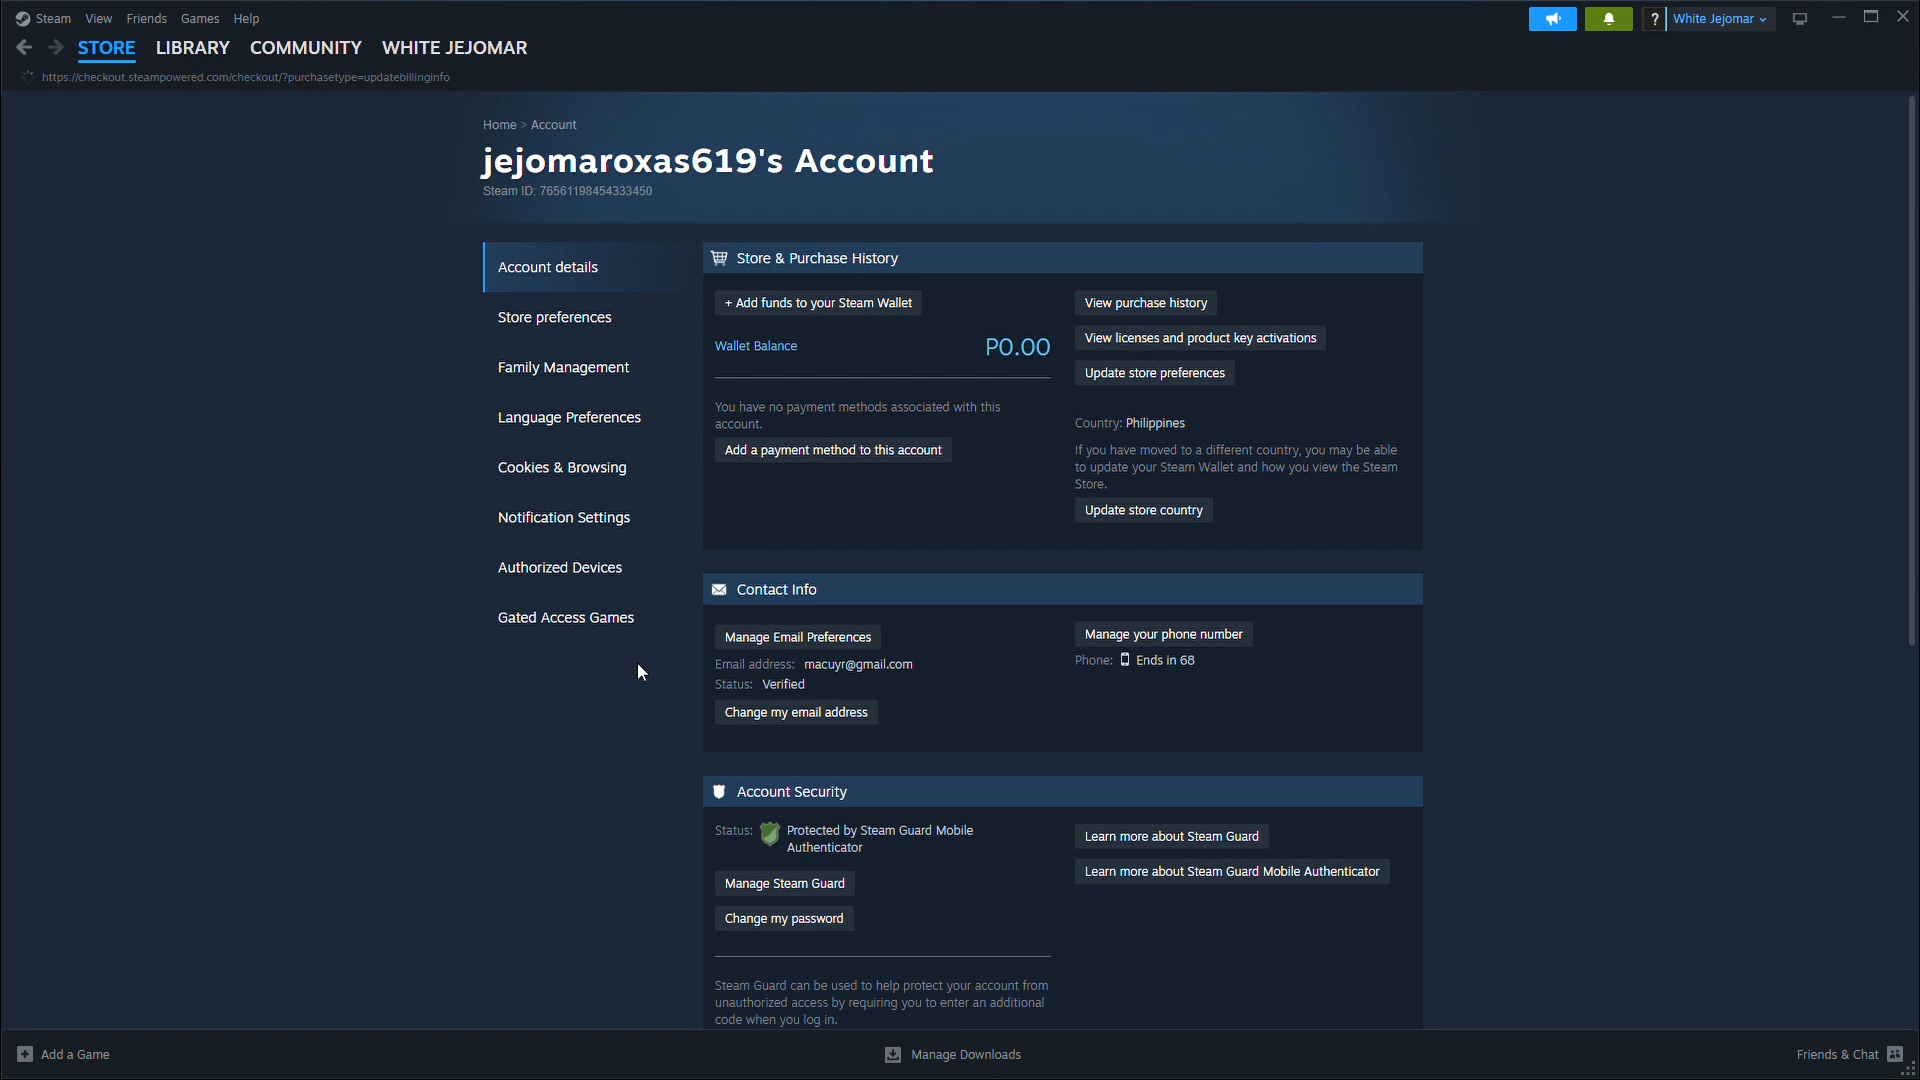 Steam View Friends Games Help
? White Jejomar
STORE LIBRARY COMMUNITY WHITE JEJOMAR
https://checkout.steampowered.com/checkout/?purchasetype=updatebillinginfo
Home > Account
jejomaroxas619's Account
Steam ID: 76561198454333450
Account details
Store preferences
Family Management
Language Preferences
Cookies & Browsing
Notification Settings
Authorized Devices
Gated Access Games
Store & Purchase History
+ Add funds to your Steam Wallet
Wallet Balance P0.00
You have no payment methods associated with this
account.
Add a payment method to this account
View purchase history
View licenses and product key activations
Update store preferences
Country: Philippines
If you have moved to a different country, you may be able
to update your Steam Wallet and how you view the Steam
Store.
Update store country
Contact Info
Manage Email Preferences
Email address: macuyr@gmail.com
Status: Verified
Change my email address
Manage your phone number
Phone: Ends in 68
Account Security
Status: Protected by Steam Guard Mobile
Authenticator
Manage Steam Guard
Change my password
Steam Guard can be used to help protect your account from
unauthorized access by requiring you to enter an additional
code when you log in.
Learn more about Steam Guard
Learn more about Steam Guard Mobile Authenticator
Add a Game
Manage Downloads
Friends & Chat